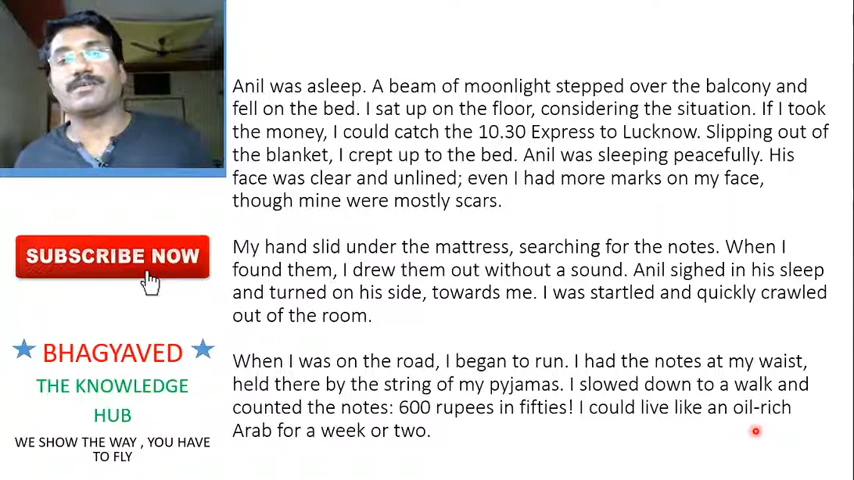 Anil was asleep. A beam of moonlight stepped over the balcony and
fell on the bed. I sat up on the floor, considering the situation. If I took
the money, I could catch the 10.30 Express to Lucknow. Slipping out of
the blanket, I crept up to the bed. Anil was sleeping peacefully. His
face was clear and unlined; even I had more marks on my face,
though mine were mostly scars.
My hand slid under the mattress, searching for the notes. When I
found them, I drew them out without a sound. Anil sighed in his sleep
and turned on his side, towards me. I was startled and quickly crawled
out of the room.
When I was on the road, I began to run. I had the notes at my waist,
held there by the string of my pyjamas. I slowed down to a walk and
counted the notes: 600 rupees in fifties! I could live like an oil-rich
Arab for a week or two.
SUBSCRIBE NOW
BHAGYAVED
THE KNOWLEDGE
HUB
WE SHOW THE WAY , YOU HAVE
TO FLY